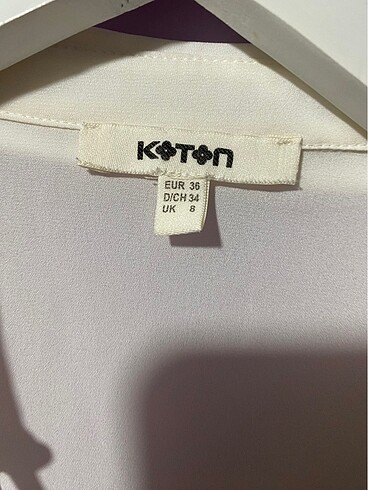 KOTON
EUR 36
D/CH 34
UK 8